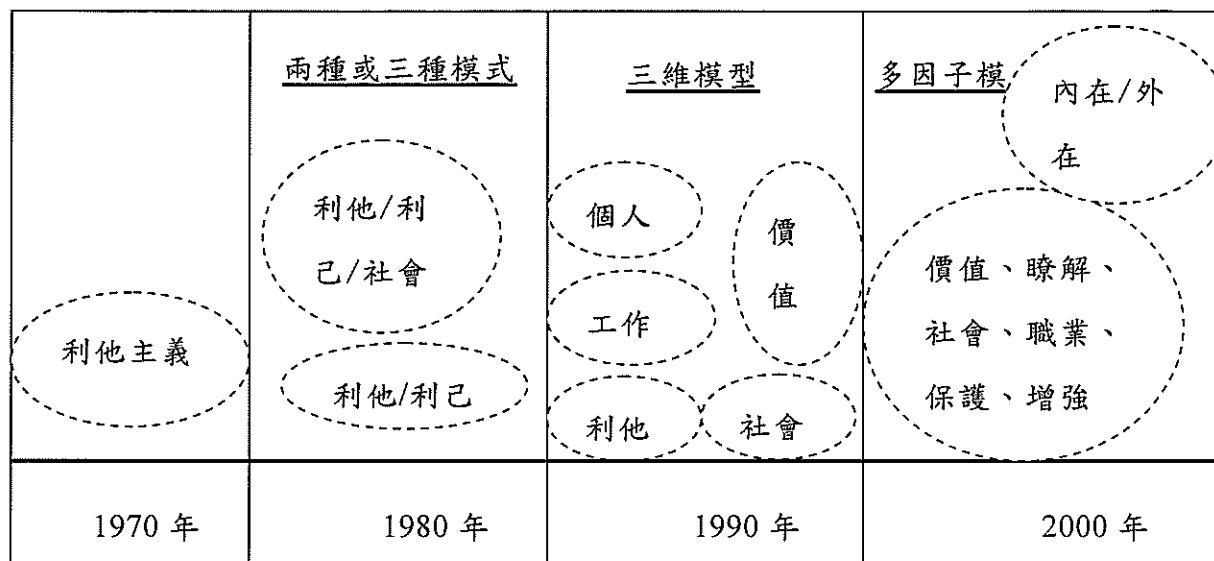 利他主義
1970 年
兩種或三種模式
利他/利
己/社會
利他/利己
1980 年
三維模型
個人
工作
利他
價
值
社會
1990 年
多因子模
內在/外
在
價值、瞭解、
社會、職業、
保護、增強
2000 年